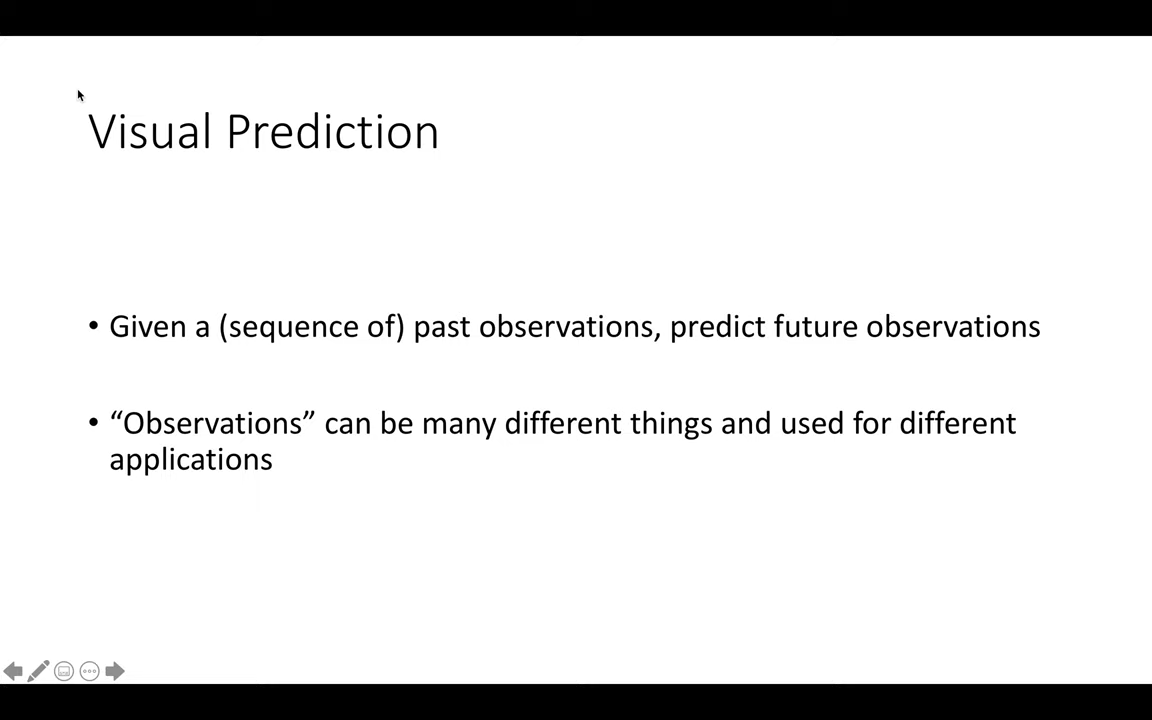 Visual Prediction
• Given a (sequence of) past observations, predict future observations
• “Observations” can be many different things and used for different
applications